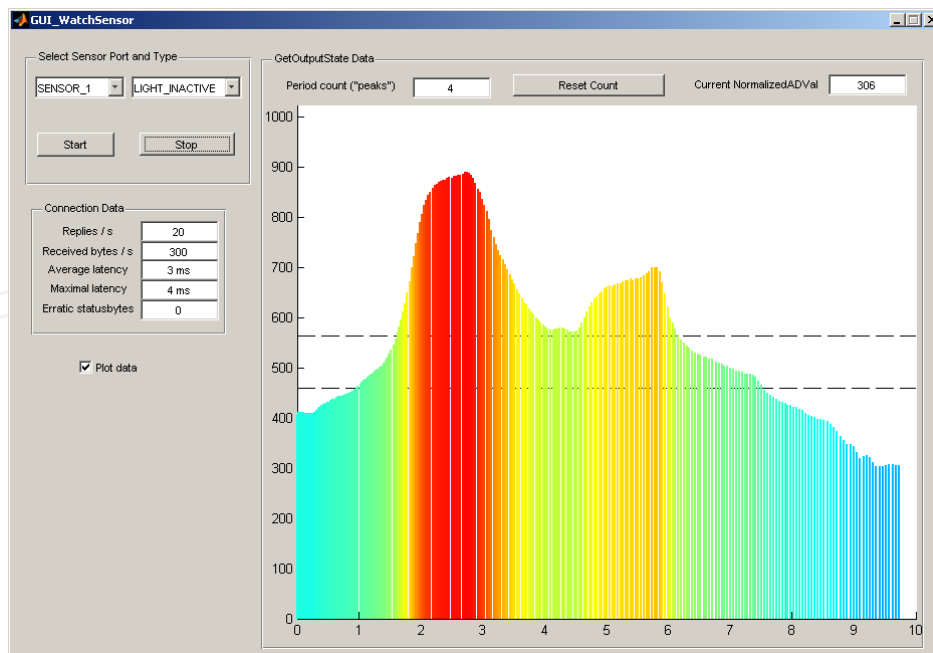 GUI_WatchSensor
Select Sensor Port and Type
SENSOR_1 LIGHT_INACTIVE
Start Stop
Connection Data
Replies / s 20
Received bytes / s 300
Average latency 3 ms
Maximal latency 4 ms
Erratic statusbytes 0
Plot data
GetOutputState Data
Period count ("peaks") 4 Reset Count Current NormalizedADVal 306
1000
900
800
700
600
500
400
300
200
100
0
0 1 2 3 4 5 6 7 8 9 10